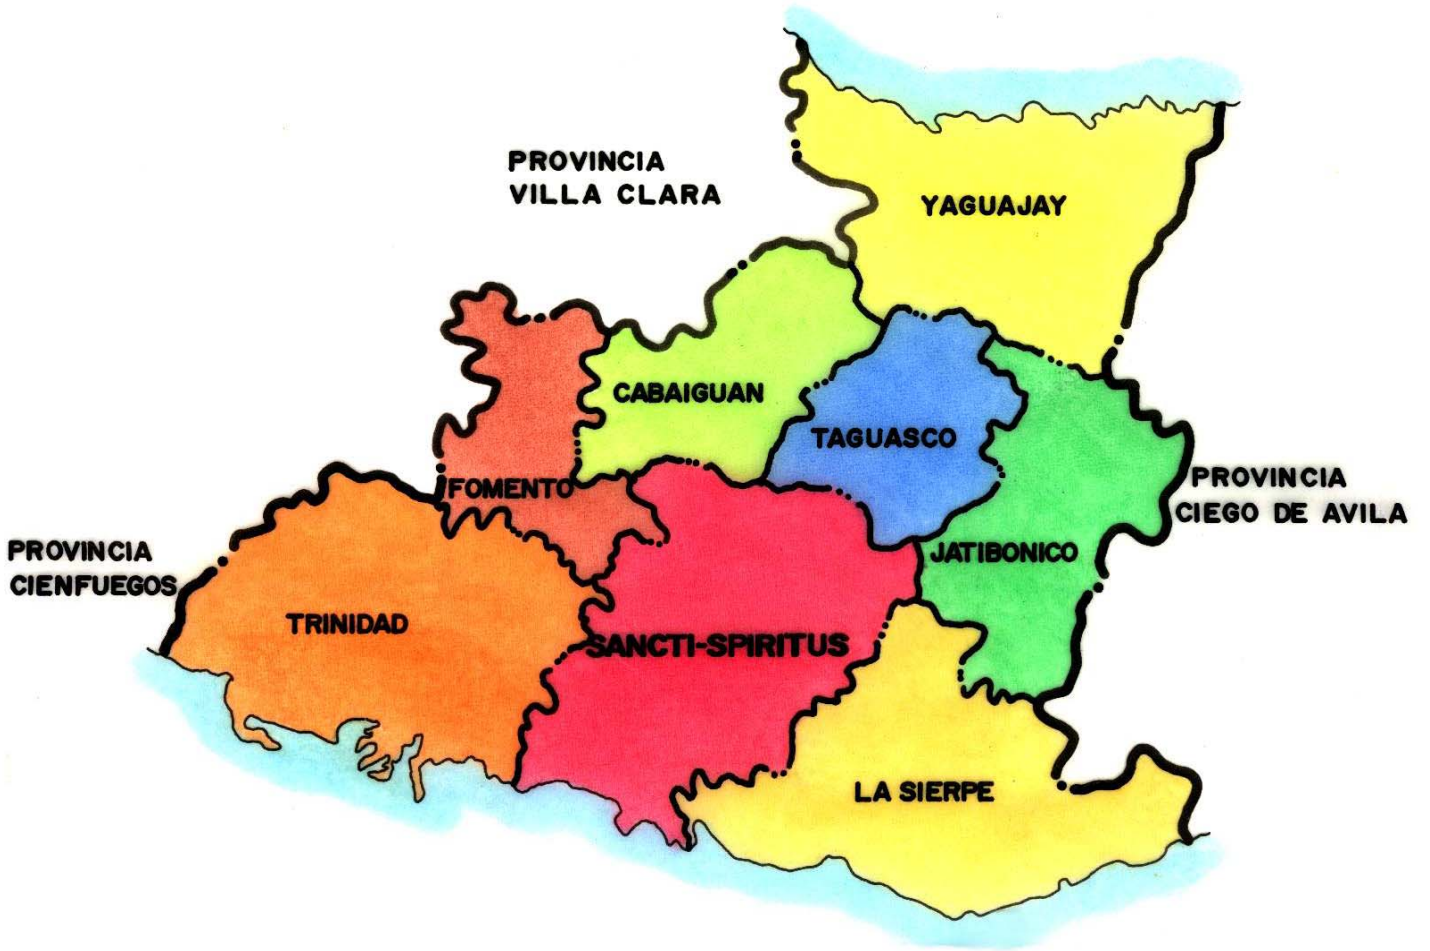 PROVINCIA
VILLA CLARA
YAGUAJAY
CABAIGUAN
TAGUASCO
FOMENTO
PROVINCIA
CIEGO DE AVILA
PROVINCIA
CIENFUEGOS
JATIBONICO
TRINIDAD
SANCTI-SPIRITUS
LA SIERPE